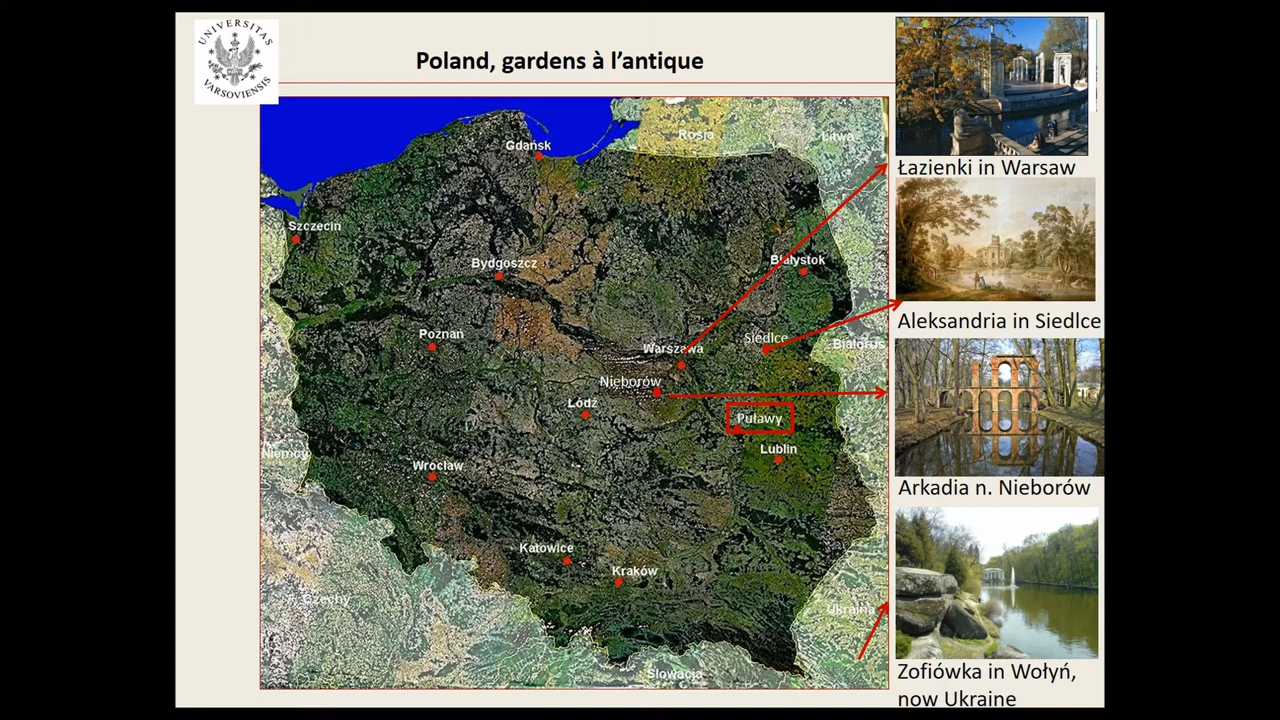 UNIVERSITAS
VARSOVIENSIS
Poland, gardens à l’antique
Gdańsk
Rosja
Litwa
Szczecin
Bydgoszcz
Białystok
Poznań
Warszawa
Siedlce
Białoruś
Nieborów
Łódź
Puławy
Niemcy
Wrocław
Lublin
Katowice
Kraków
Czechy
Ukraina
Słowacja
Łazienki in Warsaw
Aleksandria in Siedlce
Arkadia n. Nieborów
Zofiówka in Wołyń,
now Ukraine